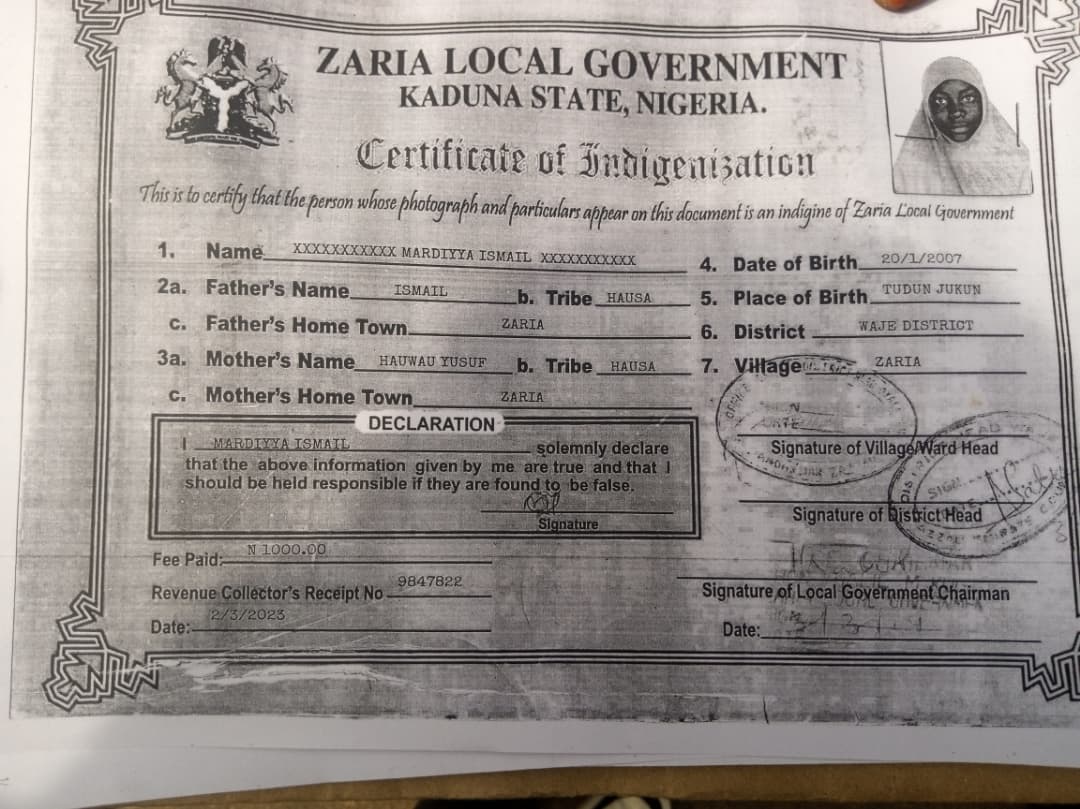 ZARIA LOCAL GOVERNMENT
KADUNA STATE, NIGERIA.
Certificate of Indigenization
This is to certify that the person whose photograph and particulars appear on this document is an indigine of Zaria Local Government
1. Name XXXXXXXXXXX MARDIYYA ISMAIL XXXXXXXXXXX
2a. Father's Name ISMAIL b. Tribe HAUSA
c. Father's Home Town ZARIA
3a. Mother's Name HAUWAU YUSUF b. Tribe HAUSA
c. Mother's Home Town ZARIA
4. Date of Birth 20/1/2007
5. Place of Birth TUDUN JUKUN
6. District WAJE DISTRICT
7. Village ZARIA
DECLARATION
I MARDIYYA ISMAIL solemnly declare
that the above information given by me are true and that I
should be held responsible if they are found to be false.
Signature
Fee Paid: N 1000.00
Revenue Collector's Receipt No 9847822
Date: 2/3/2023
Signature of Village/Ward Head
Signature of District Head
Signature of Local Government Chairman
Date: